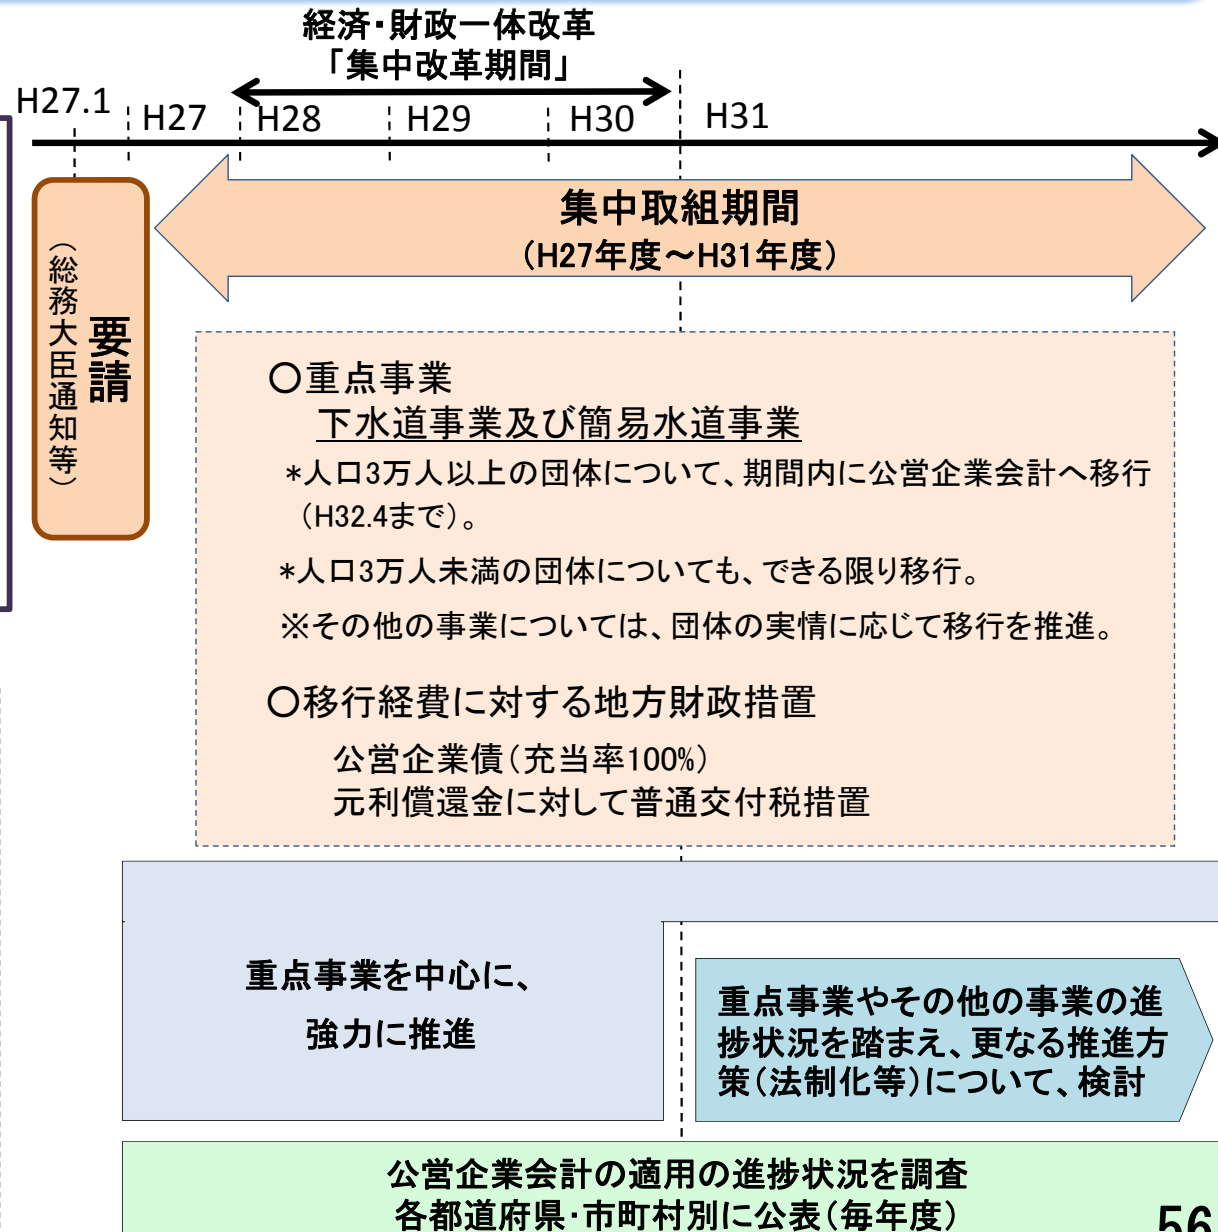 経済・財政一体改革
「集中改革期間」
H27.1
H27
H28
H29
H30
H31
集中取組期間
(H27年度～H31年度)
要請
（総務大臣通知等）
〇重点事業
下水道事業及び簡易水道事業
*人口3万人以上の団体について、期間内に公営企業会計へ移行
（H32.4まで）。
*人口3万人未満の団体についても、できる限り移行。
※その他の事業については、団体の実情に応じて移行を推進。
〇移行経費に対する地方財政措置
公営企業債（充当率100%）
元利償還金に対して普通交付税措置
重点事業を中心に、
強力に推進
重点事業やその他の事業の進
捗状況を踏まえ、更なる推進方
策（法制化等）について、検討
公営企業会計の適用の進捗状況を調査
各都道府県・市町村別に公表（毎年度）
56